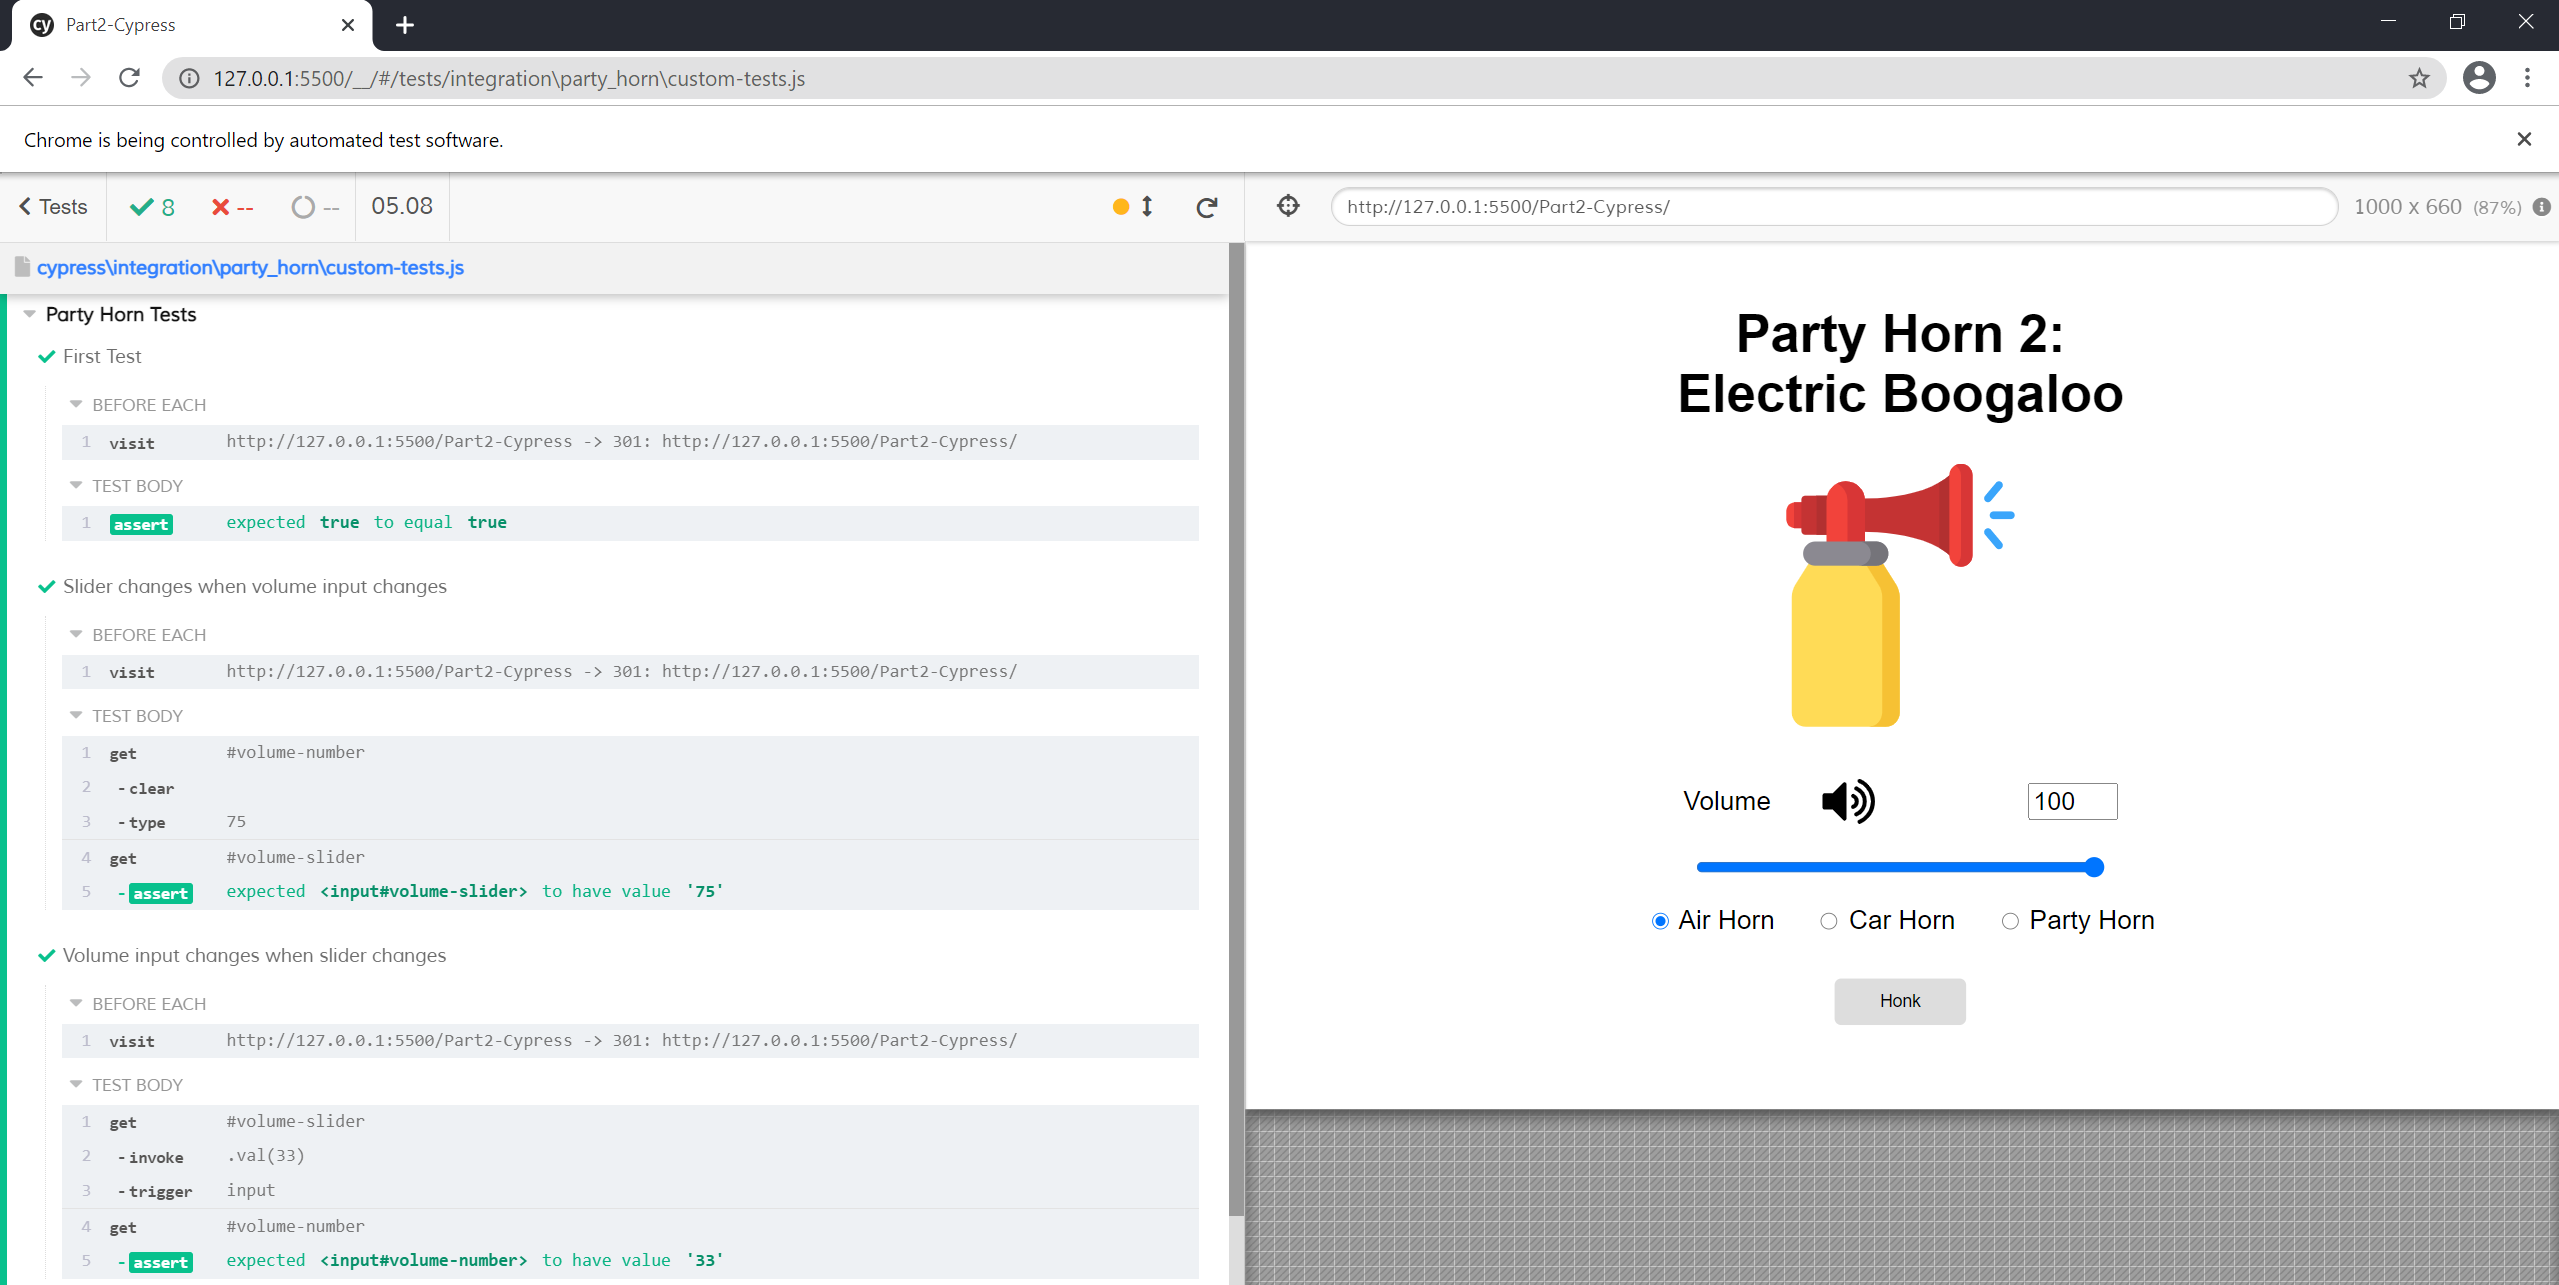 cy Part2-Cypress
127.0.0.1:5500/__/#/tests/integration\party_horn\custom-tests.js
Chrome is being controlled by automated test software.
Tests 8 -- -- 05.08
http://127.0.0.1:5500/Part2-Cypress/ 1000 x 660 (87%)
cypress\integration\party_horn\custom-tests.js
Party Horn Tests
First Test
BEFORE EACH
1 visit http://127.0.0.1:5500/Part2-Cypress -> 301: http://127.0.0.1:5500/Part2-Cypress/
TEST BODY
1 assert expected true to equal true
Slider changes when volume input changes
BEFORE EACH
1 visit http://127.0.0.1:5500/Part2-Cypress -> 301: http://127.0.0.1:5500/Part2-Cypress/
TEST BODY
1 get #volume-number
2 -clear
3 -type 75
4 get #volume-slider
5 -assert expected <input#volume-slider> to have value '75'
Volume input changes when slider changes
BEFORE EACH
1 visit http://127.0.0.1:5500/Part2-Cypress -> 301: http://127.0.0.1:5500/Part2-Cypress/
TEST BODY
1 get #volume-slider
2 -invoke .val(33)
3 -trigger input
4 get #volume-number
5 -assert expected <input#volume-number> to have value '33'
Party Horn 2:
Electric Boogaloo
Volume 100
Air Horn Car Horn Party Horn
Honk